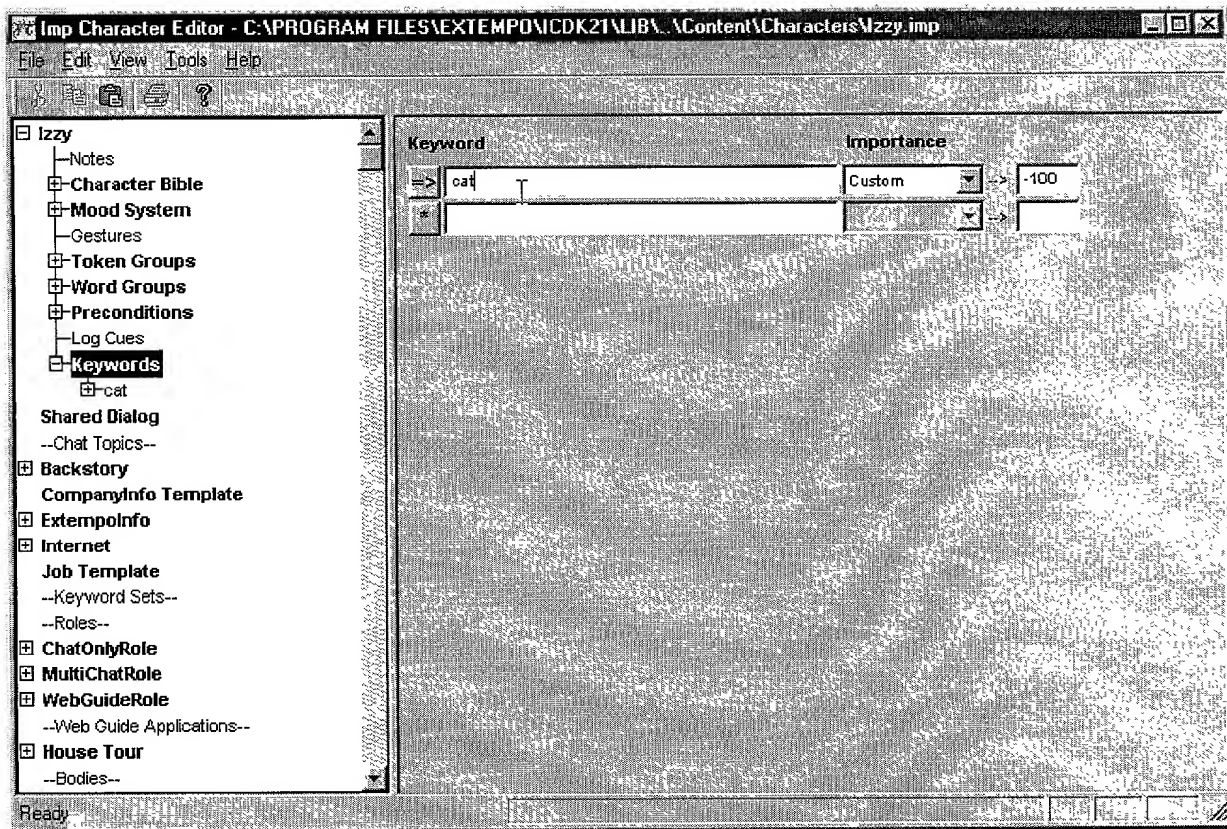 Imp Character Editor - C:\PROGRAM FILES\EXTEMPO\ICDK21\LIB\..\Content\Characters\Izzy.imp
File Edit View Tools Help
Izzy
Notes
Character Bible
Mood System
Gestures
Token Groups
Word Groups
Preconditions
Log Cues
Keywords
cat
Shared Dialog
--Chat Topics--
Backstory
CompanyInfo Template
ExtempoInfo
Internet
Job Template
--Keyword Sets--
--Roles--
ChatOnlyRole
MultiChatRole
WebGuideRole
--Web Guide Applications--
House Tour
--Bodies--
Keyword Importance
=> cat Custom --> -100
* -->
Ready